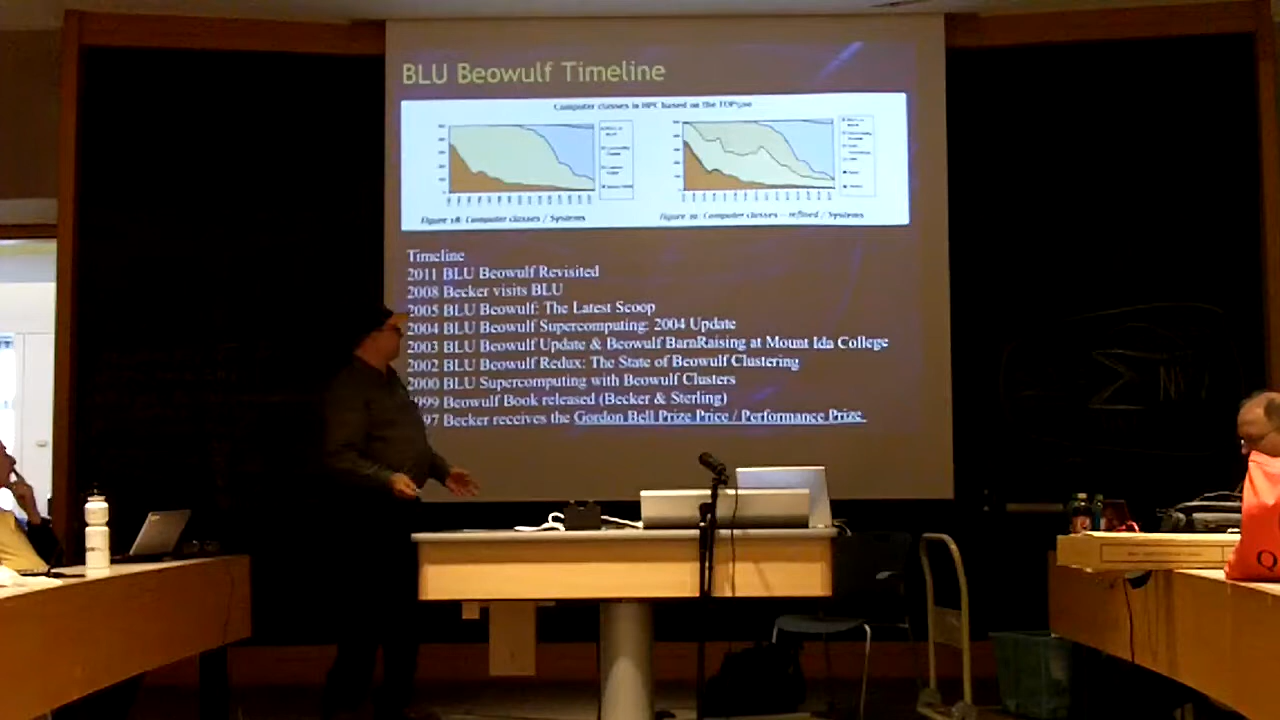 BLU Beowulf Timeline
Computer classes in HPC based on the TOP500
Figure 18: Computer classes / Systems
Figure 19: Computer classes - refined / Systems
Timeline
2011 BLU Beowulf Revisited
2008 Becker visits BLU
2005 BLU Beowulf: The Latest Scoop
2004 BLU Beowulf Supercomputing: 2004 Update
2003 BLU Beowulf Update & Beowulf BarnRaising at Mount Ida College
2002 BLU Beowulf Redux: The State of Beowulf Clustering
2000 BLU Supercomputing with Beowulf Clusters
999 Beowulf Book released (Becker & Sterling)
97 Becker receives the Gordon Bell Prize Price / Performance Prize
Q